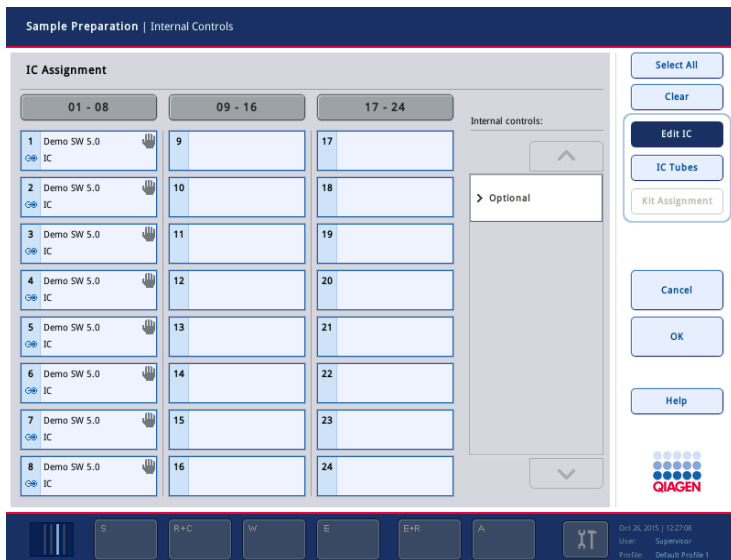 Sample Preparation | Internal Controls
IC Assignment
01 - 08
09 - 16
17 - 24
Internal controls:
1 Demo SW 5.0
IC
2 Demo SW 5.0
IC
3 Demo SW 5.0
IC
4 Demo SW 5.0
IC
5 Demo SW 5.0
IC
6 Demo SW 5.0
IC
7 Demo SW 5.0
IC
8 Demo SW 5.0
IC
9
10
11
12
13
14
15
16
17
18
19
20
21
22
23
24
Optional
Select All
Clear
Edit IC
IC Tubes
Kit Assignment
Cancel
OK
Help
QIAGEN
S
R+C
W
E
E+R
A
Oct 26, 2015 | 12:27:08
User: Supervisor
Profile: Default Profile 1